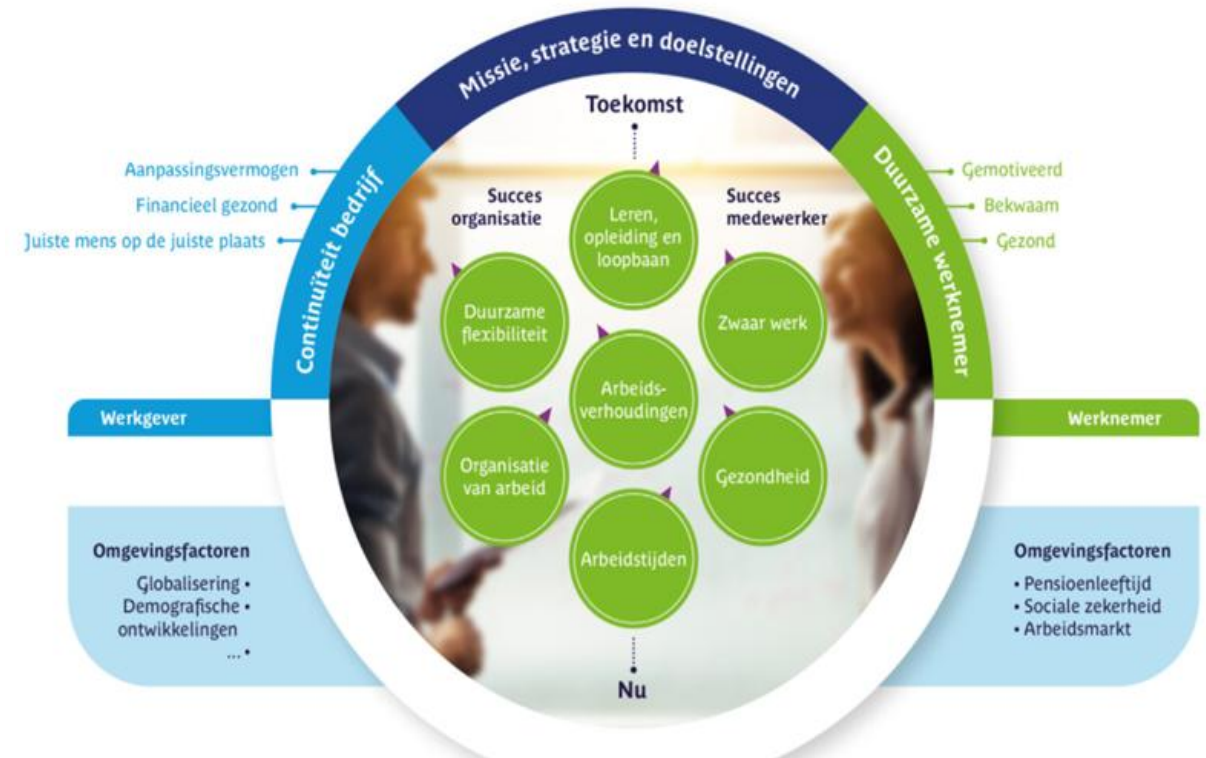 Missie, strategie en doelstellingen
Toekomst
Continuïteit bedrijf
Aanpassingsvermogen
Financieel gezond
Juiste mens op de juiste plaats
Duurzame werknemer
Gemotiveerd
Bekwaam
Gezond
Succes
organisatie
Succes
medewerker
Leren,
opleiding en
loopbaan
Duurzame
flexibiliteit
Zwaar werk
Arbeids-
verhoudingen
Organisatie
van arbeid
Gezondheid
Arbeidstijden
Nu
Werkgever
Omgevingsfactoren
Globalisering •
Demografische •
ontwikkelingen
... •
Werknemer
Omgevingsfactoren
• Pensioenleeftijd
• Sociale zekerheid
• Arbeidsmarkt